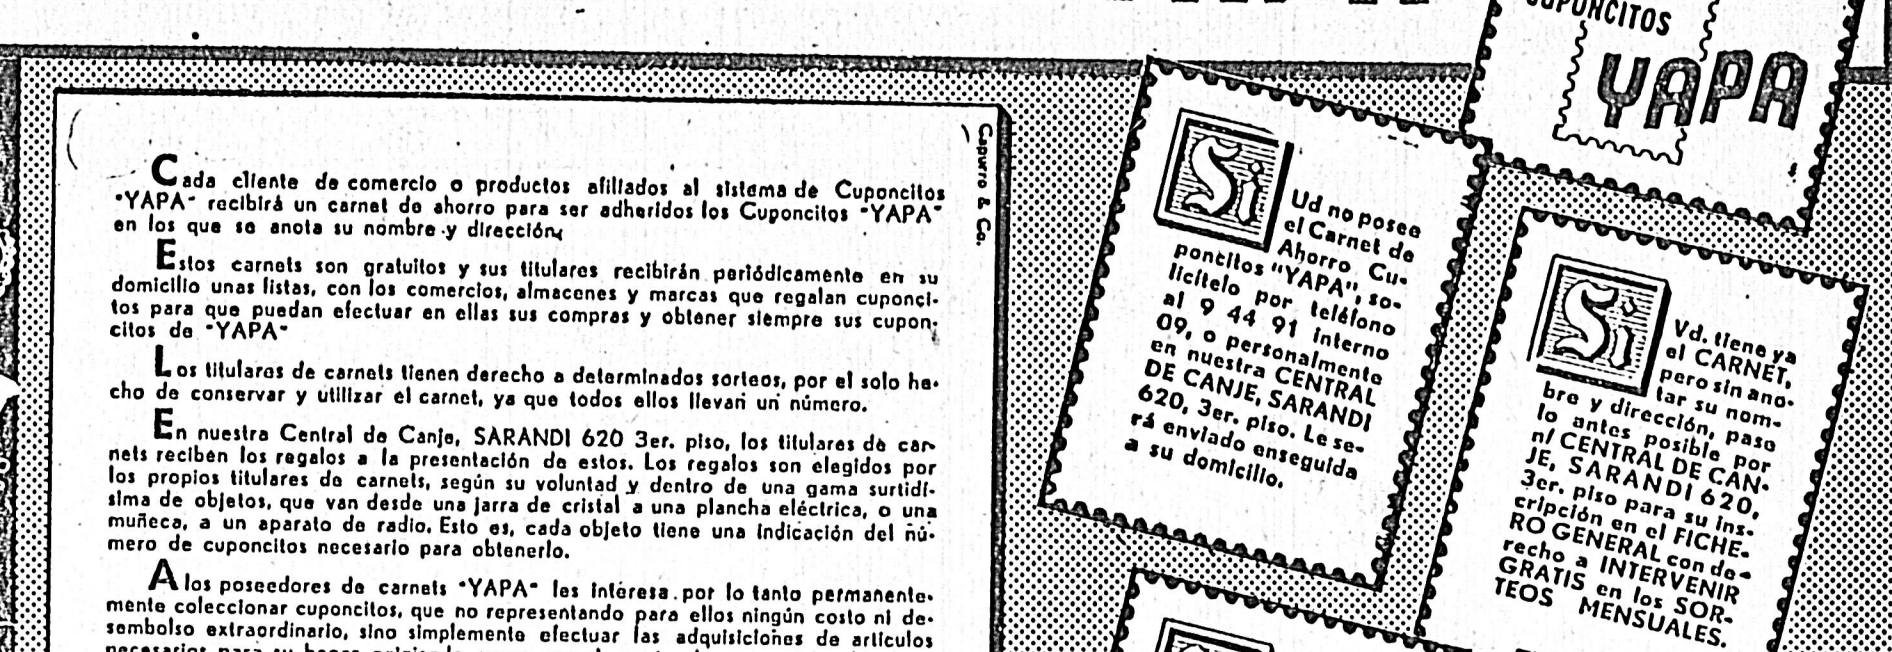 Cada cliente de comercio o productos afiliados al sistema de Cuponcitos
"YAPA" recibirá un carnet de ahorro para ser adheridos los Cuponcitos "YAPA"
en los que se anota su nombre y dirección.
Estos carnets son gratuitos y sus titulares recibirán periódicamente en su
domicilio unas listas, con los comercios, almacenes y marcas que regalan cuponci-
tos para que puedan efectuar en ellas sus compras y obtener siempre sus cupon-
citos de "YAPA"
Los titulares de carnets tienen derecho a determinados sorteos, por el solo he-
cho de conservar y utilizar el carnet, ya que todos ellos llevan un número.
En nuestra Central de Canje, SARANDI 620 3er. piso, los titulares de car-
nets reciben los regalos a la presentación de estos. Los regalos son elegidos por
los propios titulares de carnets, según su voluntad y dentro de una gama surtidí-
sima de objetos, que van desde una jarra de cristal a una plancha eléctrica, o una
muñeca, a un aparato de radio. Esto es, cada objeto tiene una indicación del nú-
mero de cuponcitos necesario para obtenerlo.
A los poseedores de carnets "YAPA" les interesa por lo tanto permanente-
mente coleccionar cuponcitos, que no representando para ellos ningún costo ni de-
sembolso extraordinario, sino simplemente efectuar las adquisiciones de artículos
necesarios para su
Capurro & Co.
CUPONCITOS
YAPA
Si Ud no posee
el Carnet de
Ahorro Cu-
poncitos "YAPA", so-
licítelo por teléfono
al 9 44 91 interno
09, o personalmente
en nuestra CENTRAL
DE CANJE, SARANDI
620, 3er. piso. Le se-
rá enviado enseguida
a su domicilio.
Si Vd. tiene ya
el CARNET,
pero sin ano-
tar su nom-
bre y dirección, pase
lo antes posible por
n/ CENTRAL DE CAN-
JE, SARANDI 620,
3er. piso para su ins-
cripción en el FICHE-
RO GENERAL con de-
recho a INTERVENIR
GRATIS en los SOR-
TEOS MENSUALES.